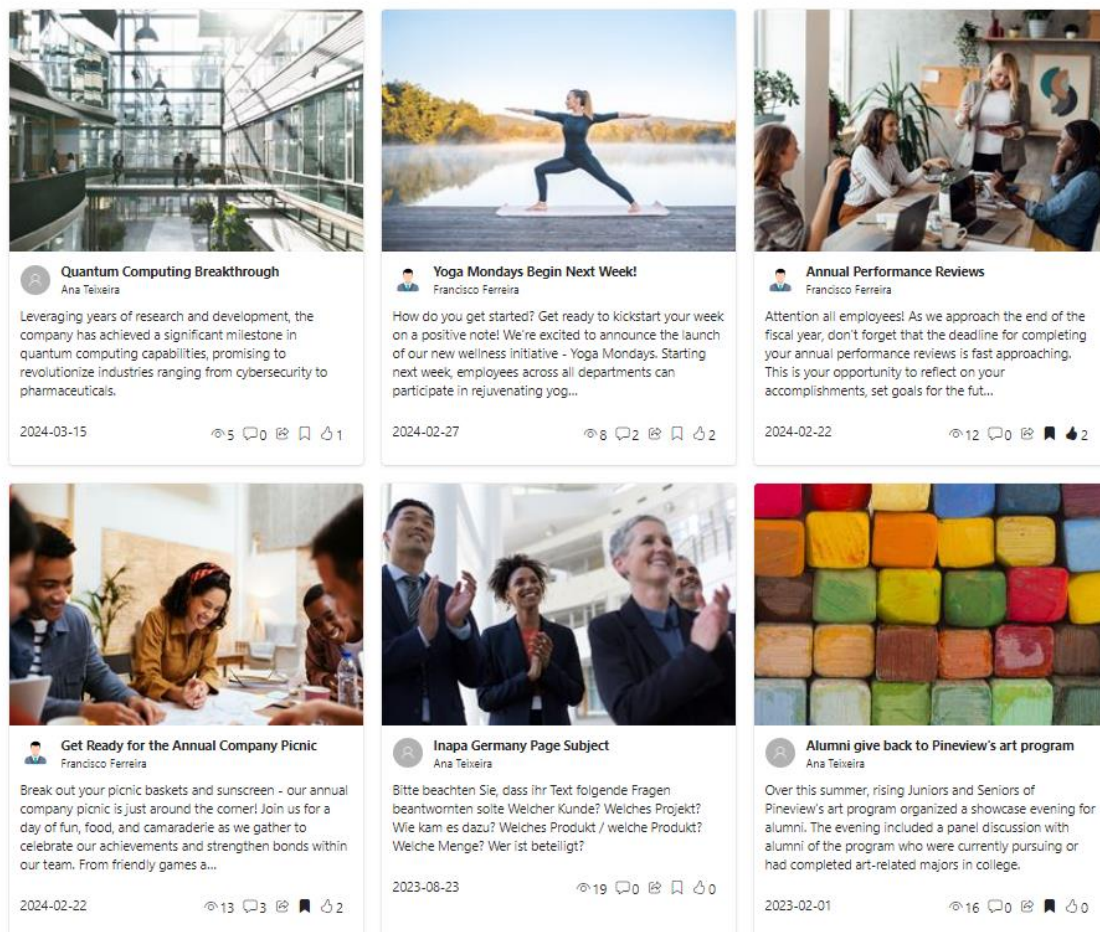 Quantum Computing Breakthrough
Ana Teixeira
Leveraging years of research and development, the
company has achieved a significant milestone in
quantum computing capabilities, promising to
revolutionize industries ranging from cybersecurity to
pharmaceuticals.
2024-03-15 5 0 1
Yoga Mondays Begin Next Week!
Francisco Ferreira
How do you get started? Get ready to kickstart your week
on a positive note! We're excited to announce the launch
of our new wellness initiative - Yoga Mondays. Starting
next week, employees across all departments can
participate in rejuvenating yog...
2024-02-27 8 2 2
Annual Performance Reviews
Francisco Ferreira
Attention all employees! As we approach the end of the
fiscal year, don't forget that the deadline for completing
your annual performance reviews is fast approaching.
This is your opportunity to reflect on your
accomplishments, set goals for the fut...
2024-02-22 12 0 2
Get Ready for the Annual Company Picnic
Francisco Ferreira
Break out your picnic baskets and sunscreen - our annual
company picnic is just around the corner! Join us for a
day of fun, food, and camaraderie as we gather to
celebrate our achievements and strengthen bonds within
our team. From friendly games a...
2024-02-22 13 3 2
Inapa Germany Page Subject
Ana Teixeira
Bitte beachten Sie, dass ihr Text folgende Fragen
beantwornten solte Welcher Kunde? Welches Projekt?
Wie kam es dazu? Welches Produkt / welche Produkt?
Welche Menge? Wer ist beteiligt?
2023-08-23 19 0 0
Alumni give back to Pineview's art program
Ana Teixeira
Over this summer, rising Juniors and Seniors of
Pineview's art program organized a showcase evening for
alumni. The evening included a panel discussion with
alumni of the program who were currently pursuing or
had completed art-related majors in college.
2023-02-01 16 0 0